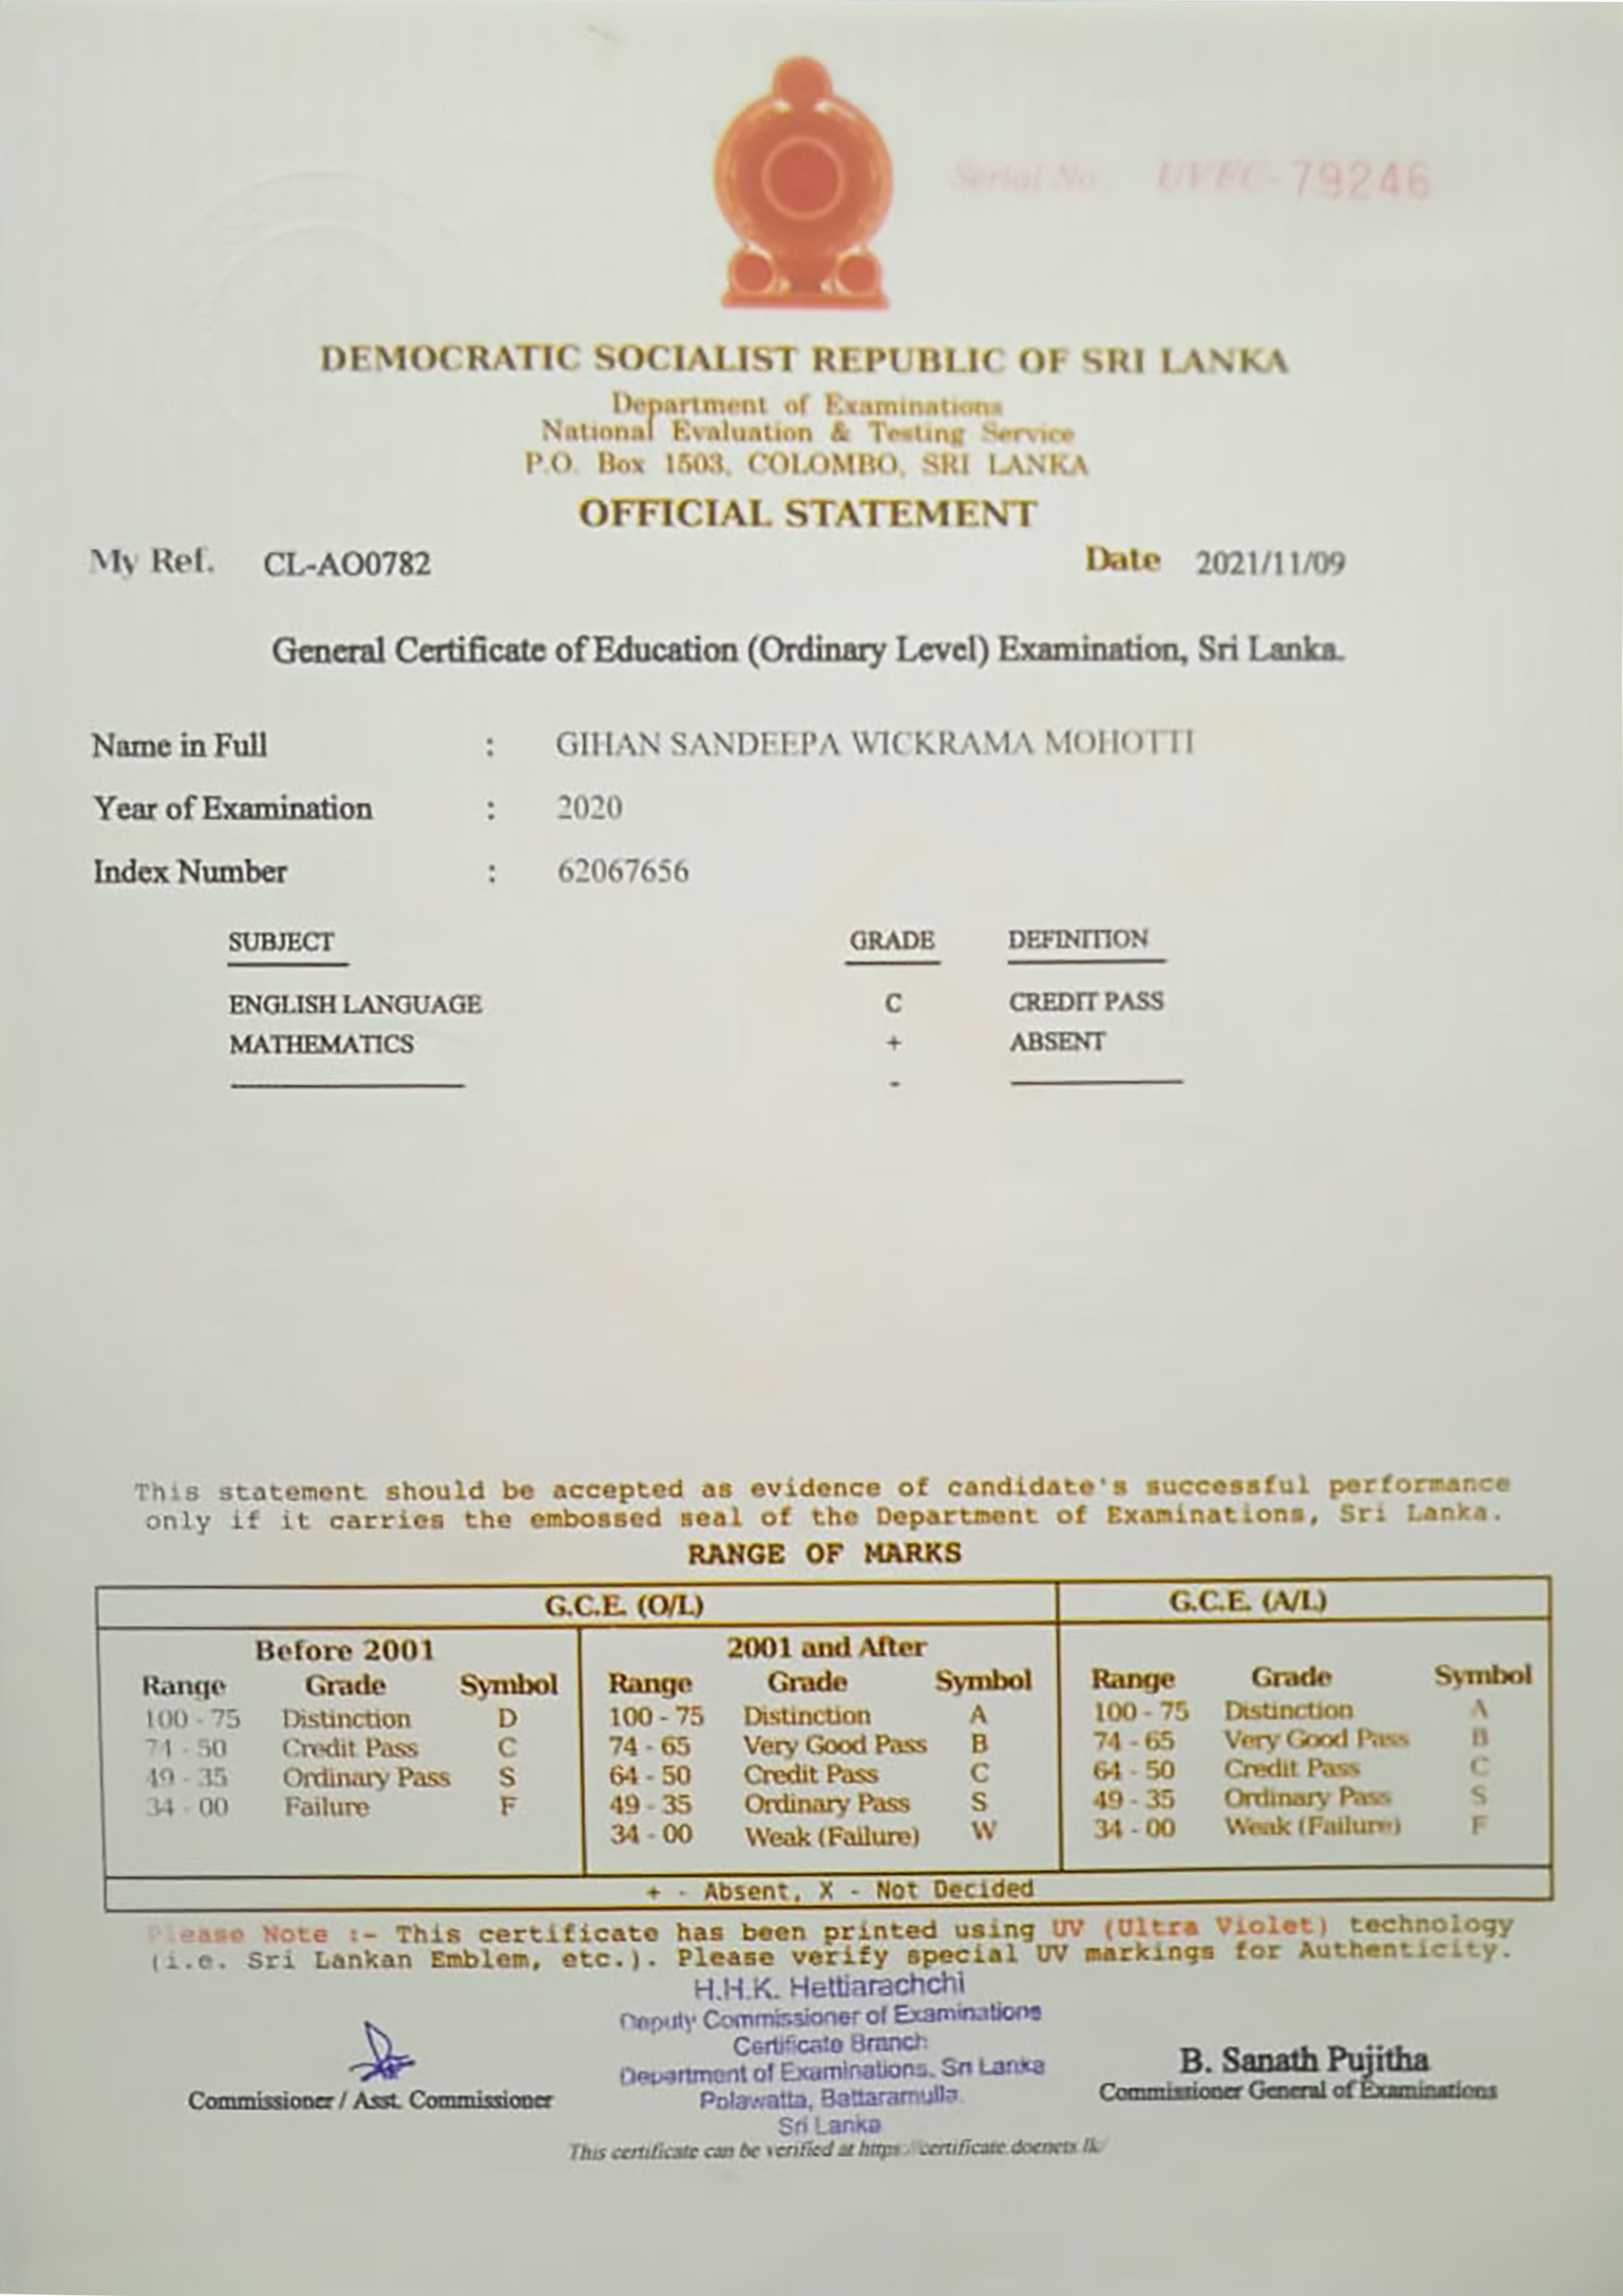 Serial No. UVFC-79246
DEMOCRATIC SOCIALIST REPUBLIC OF SRI LANKA
Department of Examinations
National Evaluation & Testing Service
P.O. Box 1503, COLOMBO, SRI LANKA
OFFICIAL STATEMENT
My Ref. CL-AO0782 Date 2021/11/09
General Certificate of Education (Ordinary Level) Examination, Sri Lanka.
Name in Full : GIHAN SANDEEPA WICKRAMA MOHOTTI
Year of Examination : 2020
Index Number : 62067656
SUBJECT GRADE DEFINITION
ENGLISH LANGUAGE C CREDIT PASS
MATHEMATICS + ABSENT
-
This statement should be accepted as evidence of candidate's successful performance
only if it carries the embossed seal of the Department of Examinations, Sri Lanka.
RANGE OF MARKS
G.C.E. (O/L) G.C.E. (A/L)
Before 2001 2001 and After
Range Grade Symbol Range Grade Symbol Range Grade Symbol
100 - 75 Distinction D 100 - 75 Distinction A 100 - 75 Distinction A
74 - 50 Credit Pass C 74 - 65 Very Good Pass B 74 - 65 Very Good Pass B
49 - 35 Ordinary Pass S 64 - 50 Credit Pass C 64 - 50 Credit Pass C
34 - 00 Failure F 49 - 35 Ordinary Pass S 49 - 35 Ordinary Pass S
34 - 00 Weak (Failure) W 34 - 00 Weak (Failure) F
+ - Absent, X - Not Decided
Please Note :- This certificate has been printed using UV (Ultra Violet) technology
(i.e. Sri Lankan Emblem, etc.). Please verify special UV markings for Authenticity.
H.H.K. Hettiarachchi
Deputy Commissioner of Examinations
Certificate Branch
Department of Examinations, Sri Lanka
Polawatta, Battaramulla.
Sri Lanka
Commissioner / Asst. Commissioner
B. Sanath Pujitha
Commissioner General of Examinations
This certificate can be verified at https://certificate.doenets.lk/